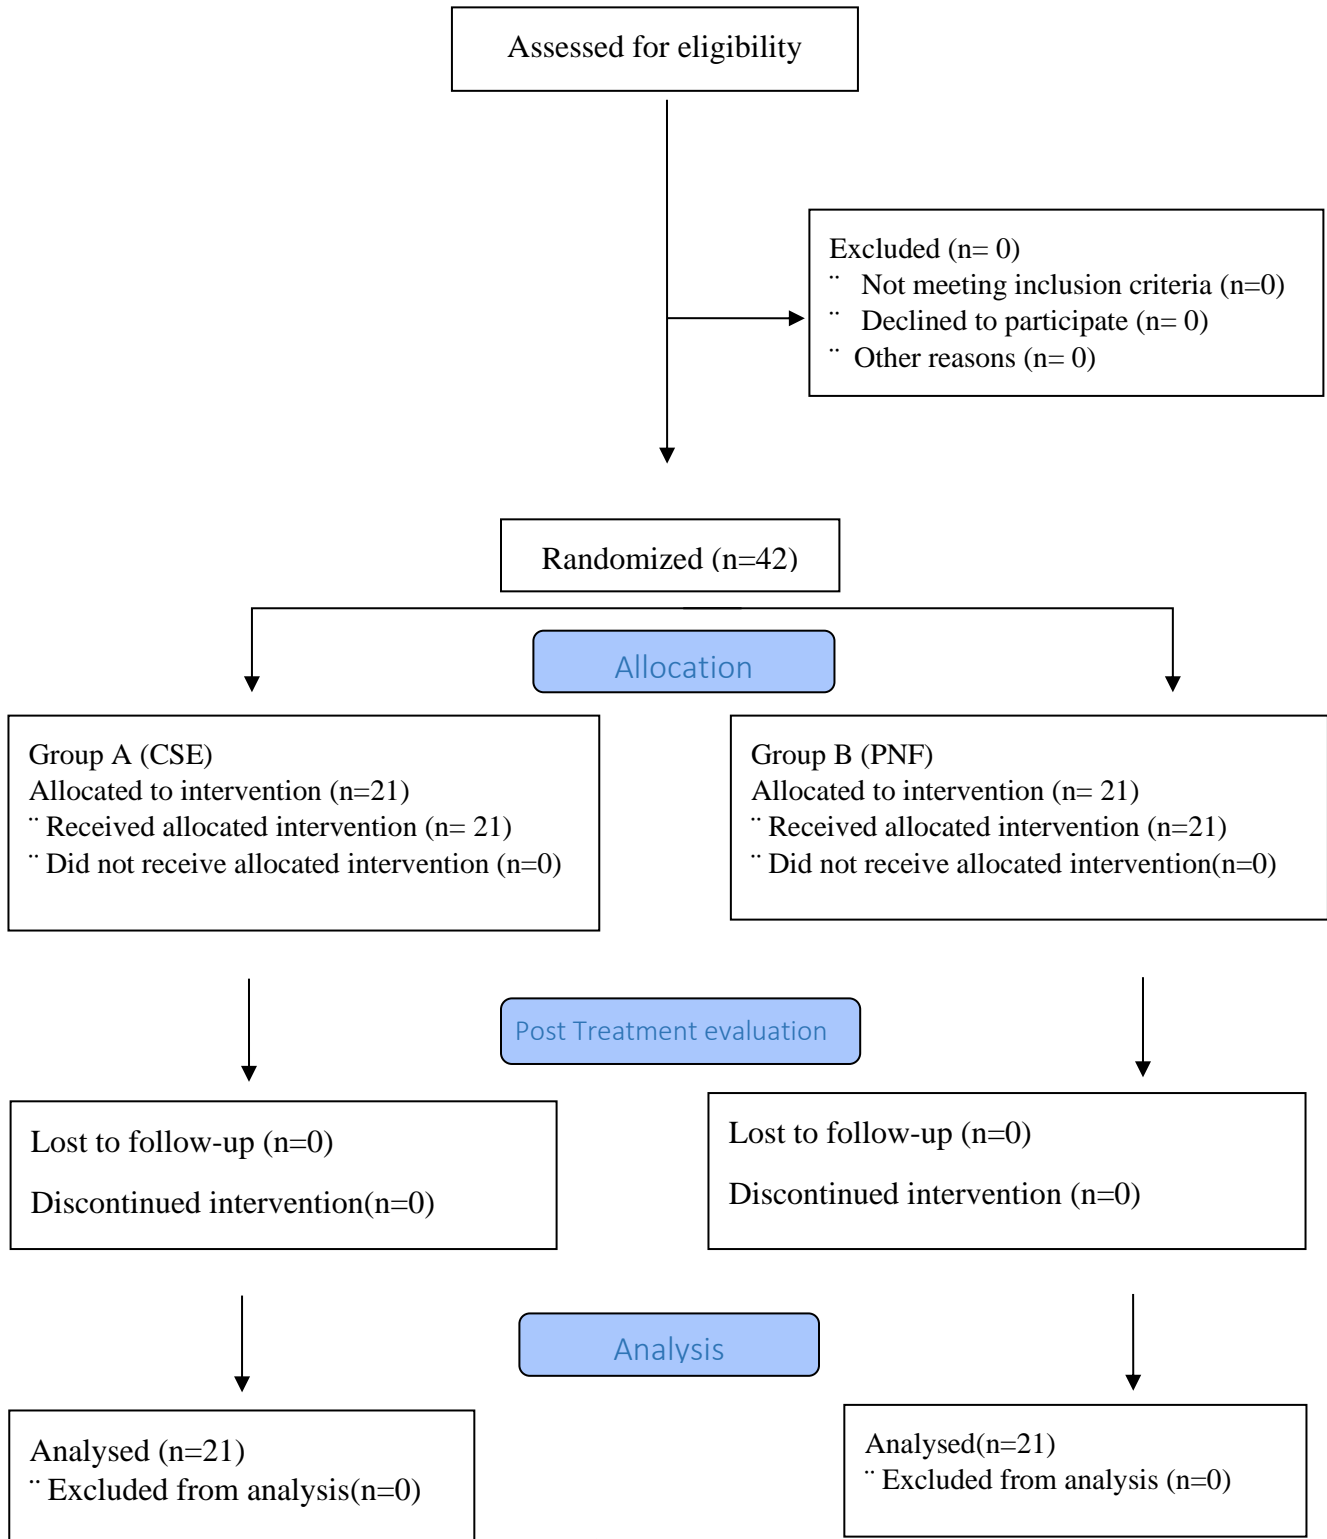 Assessed for eligibility
Excluded (n= 0)
¨ Not meeting inclusion criteria (n=0)
¨ Declined to participate (n= 0)
¨ Other reasons (n= 0)
Randomized (n=42)
Allocation
Group A (CSE)
Allocated to intervention (n=21)
¨ Received allocated intervention (n= 21)
¨ Did not receive allocated intervention (n=0)
Group B (PNF)
Allocated to intervention (n= 21)
¨ Received allocated intervention (n=21)
¨ Did not receive allocated intervention(n=0)
Post Treatment evaluation
Lost to follow-up (n=0)
Discontinued intervention(n=0)
Lost to follow-up (n=0)
Discontinued intervention (n=0)
Analysis
Analysed (n=21)
¨ Excluded from analysis(n=0)
Analysed(n=21)
¨ Excluded from analysis (n=0)